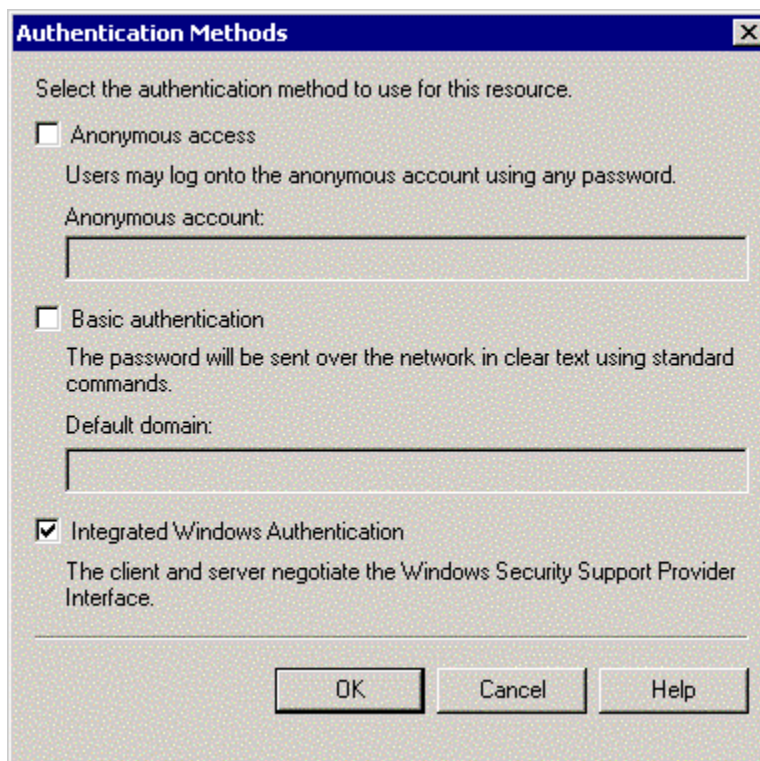 Authentication Methods
Select the authentication method to use for this resource.
Anonymous access
Users may log onto the anonymous account using any password.
Anonymous account:
Basic authentication
The password will be sent over the network in clear text using standard
commands.
Default domain:
Integrated Windows Authentication
The client and server negotiate the Windows Security Support Provider
Interface.
OK Cancel Help